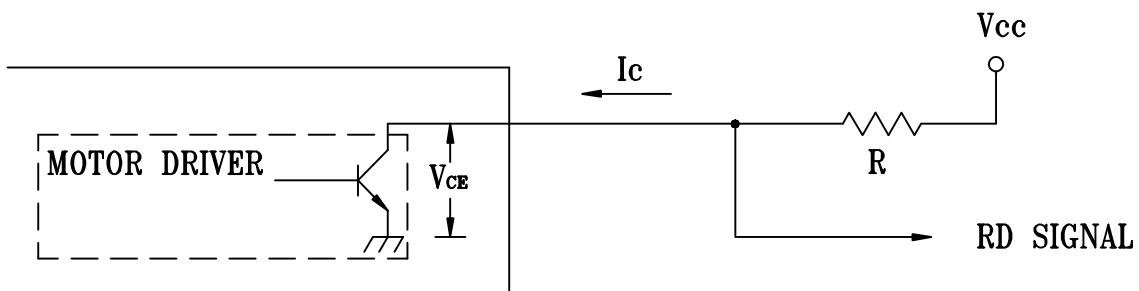 Vcc
Ic
MOTOR DRIVER
VCE
R
RD SIGNAL